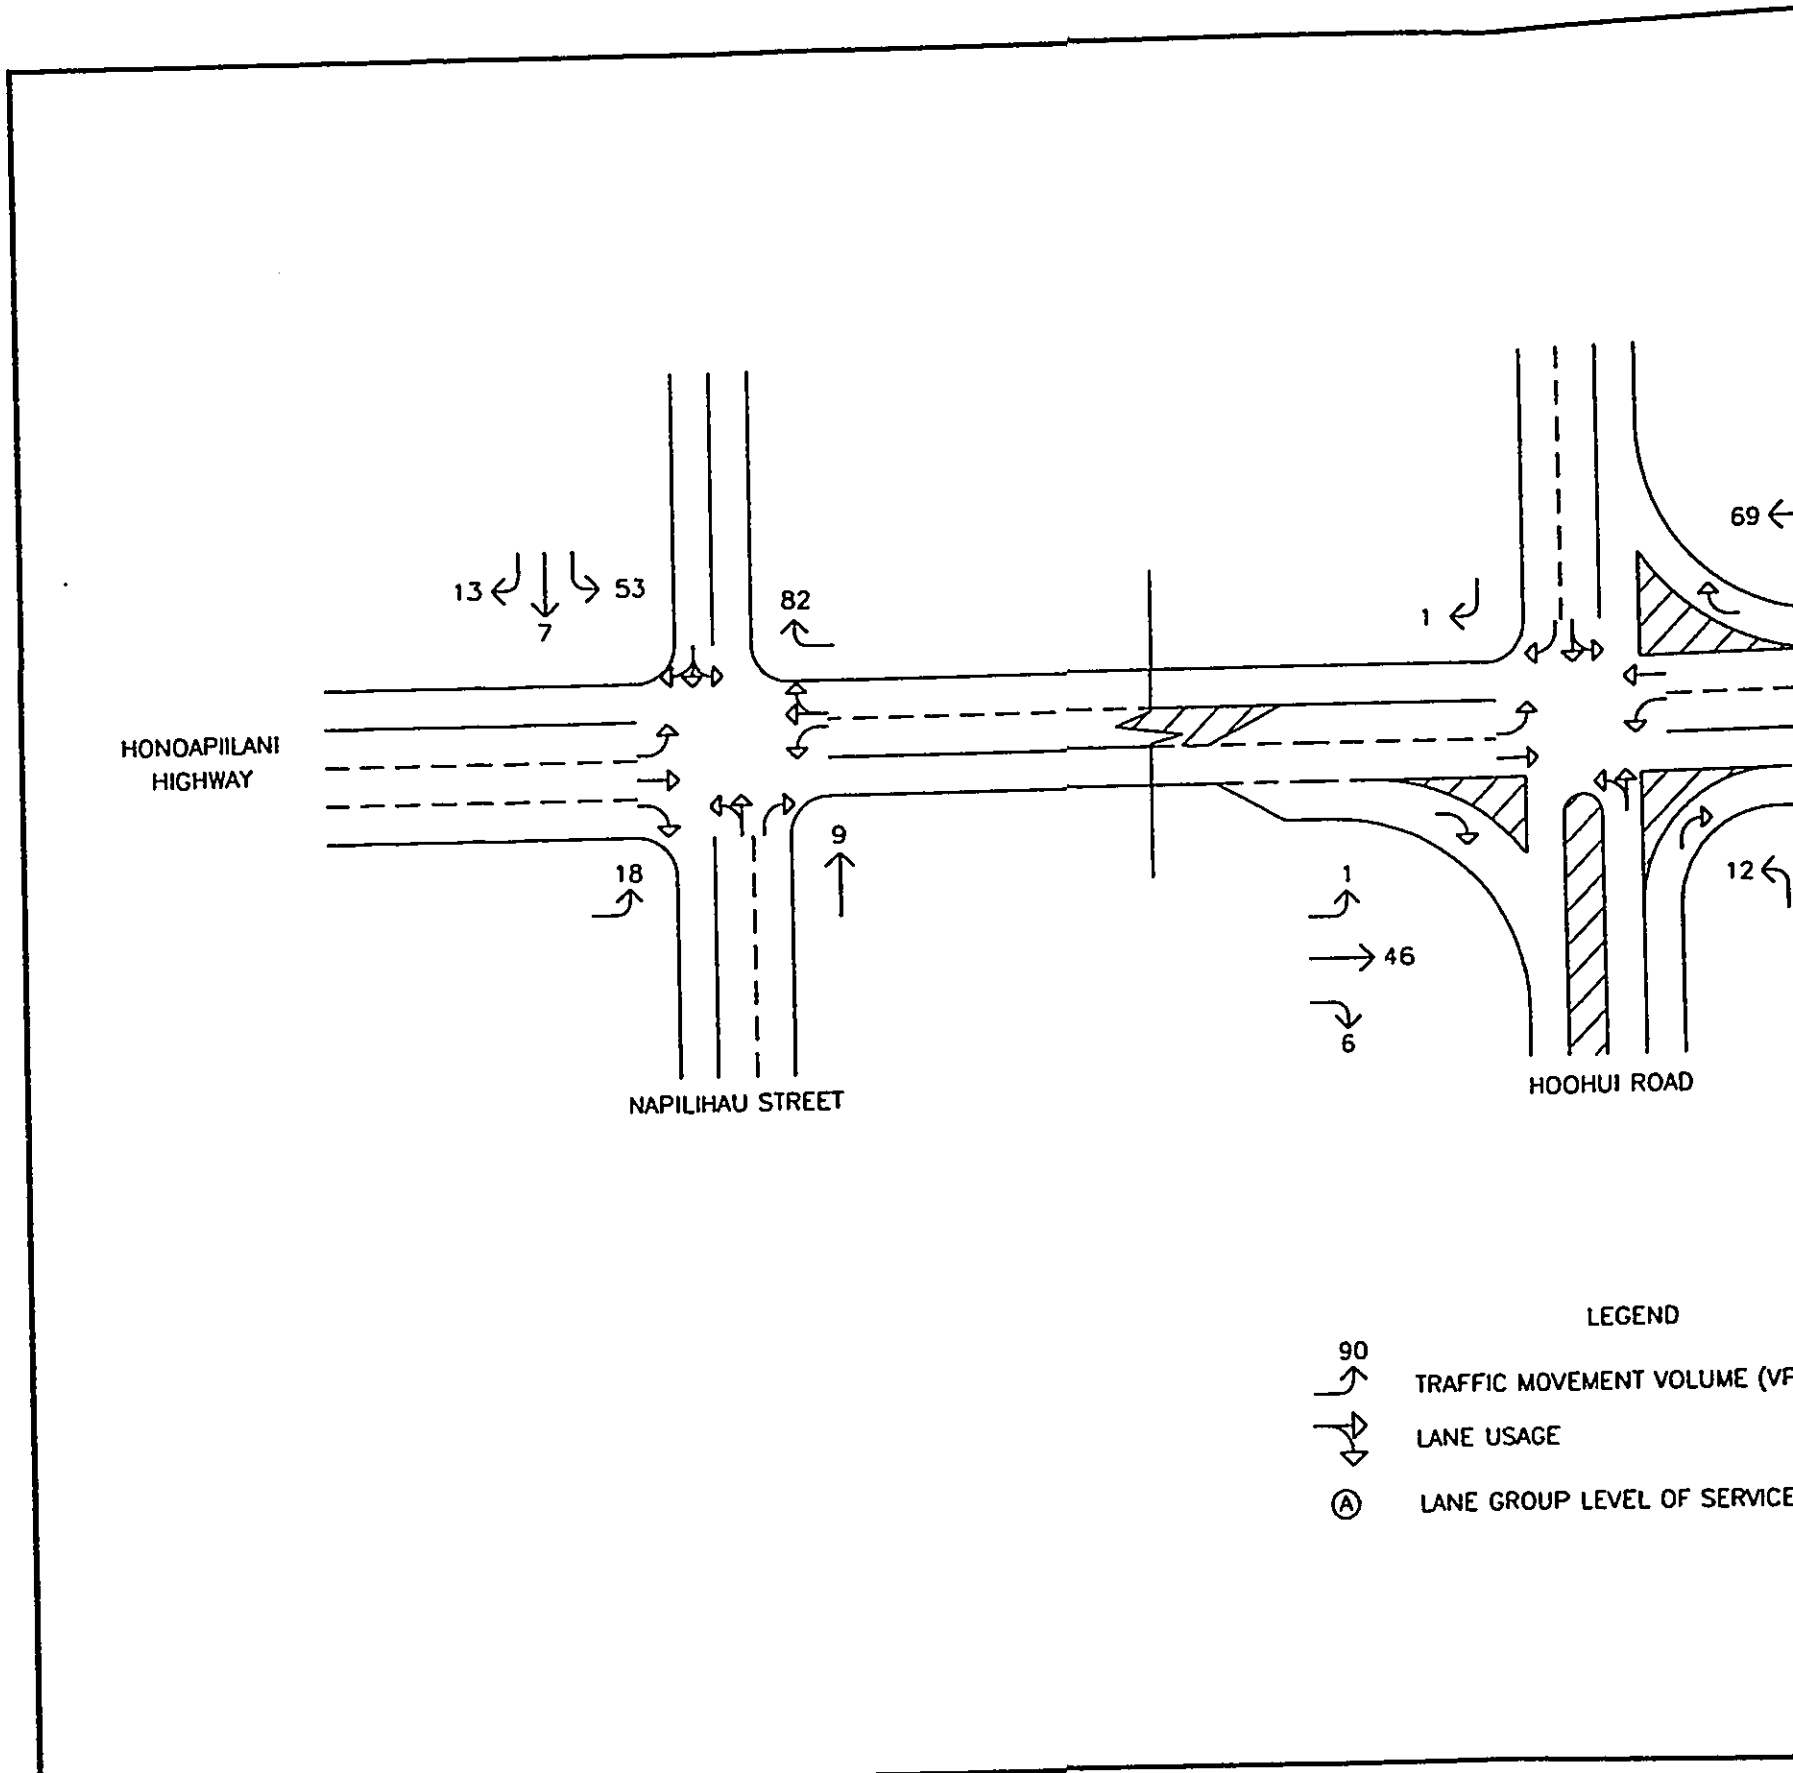 69
13
53
7
82
1
HONOAPIILANI
HIGHWAY
18
9
1
46
6
12
NAPILIHAU STREET
HOOHUI ROAD
LEGEND
90
TRAFFIC MOVEMENT VOLUME (VP
LANE USAGE
A LANE GROUP LEVEL OF SERVICE